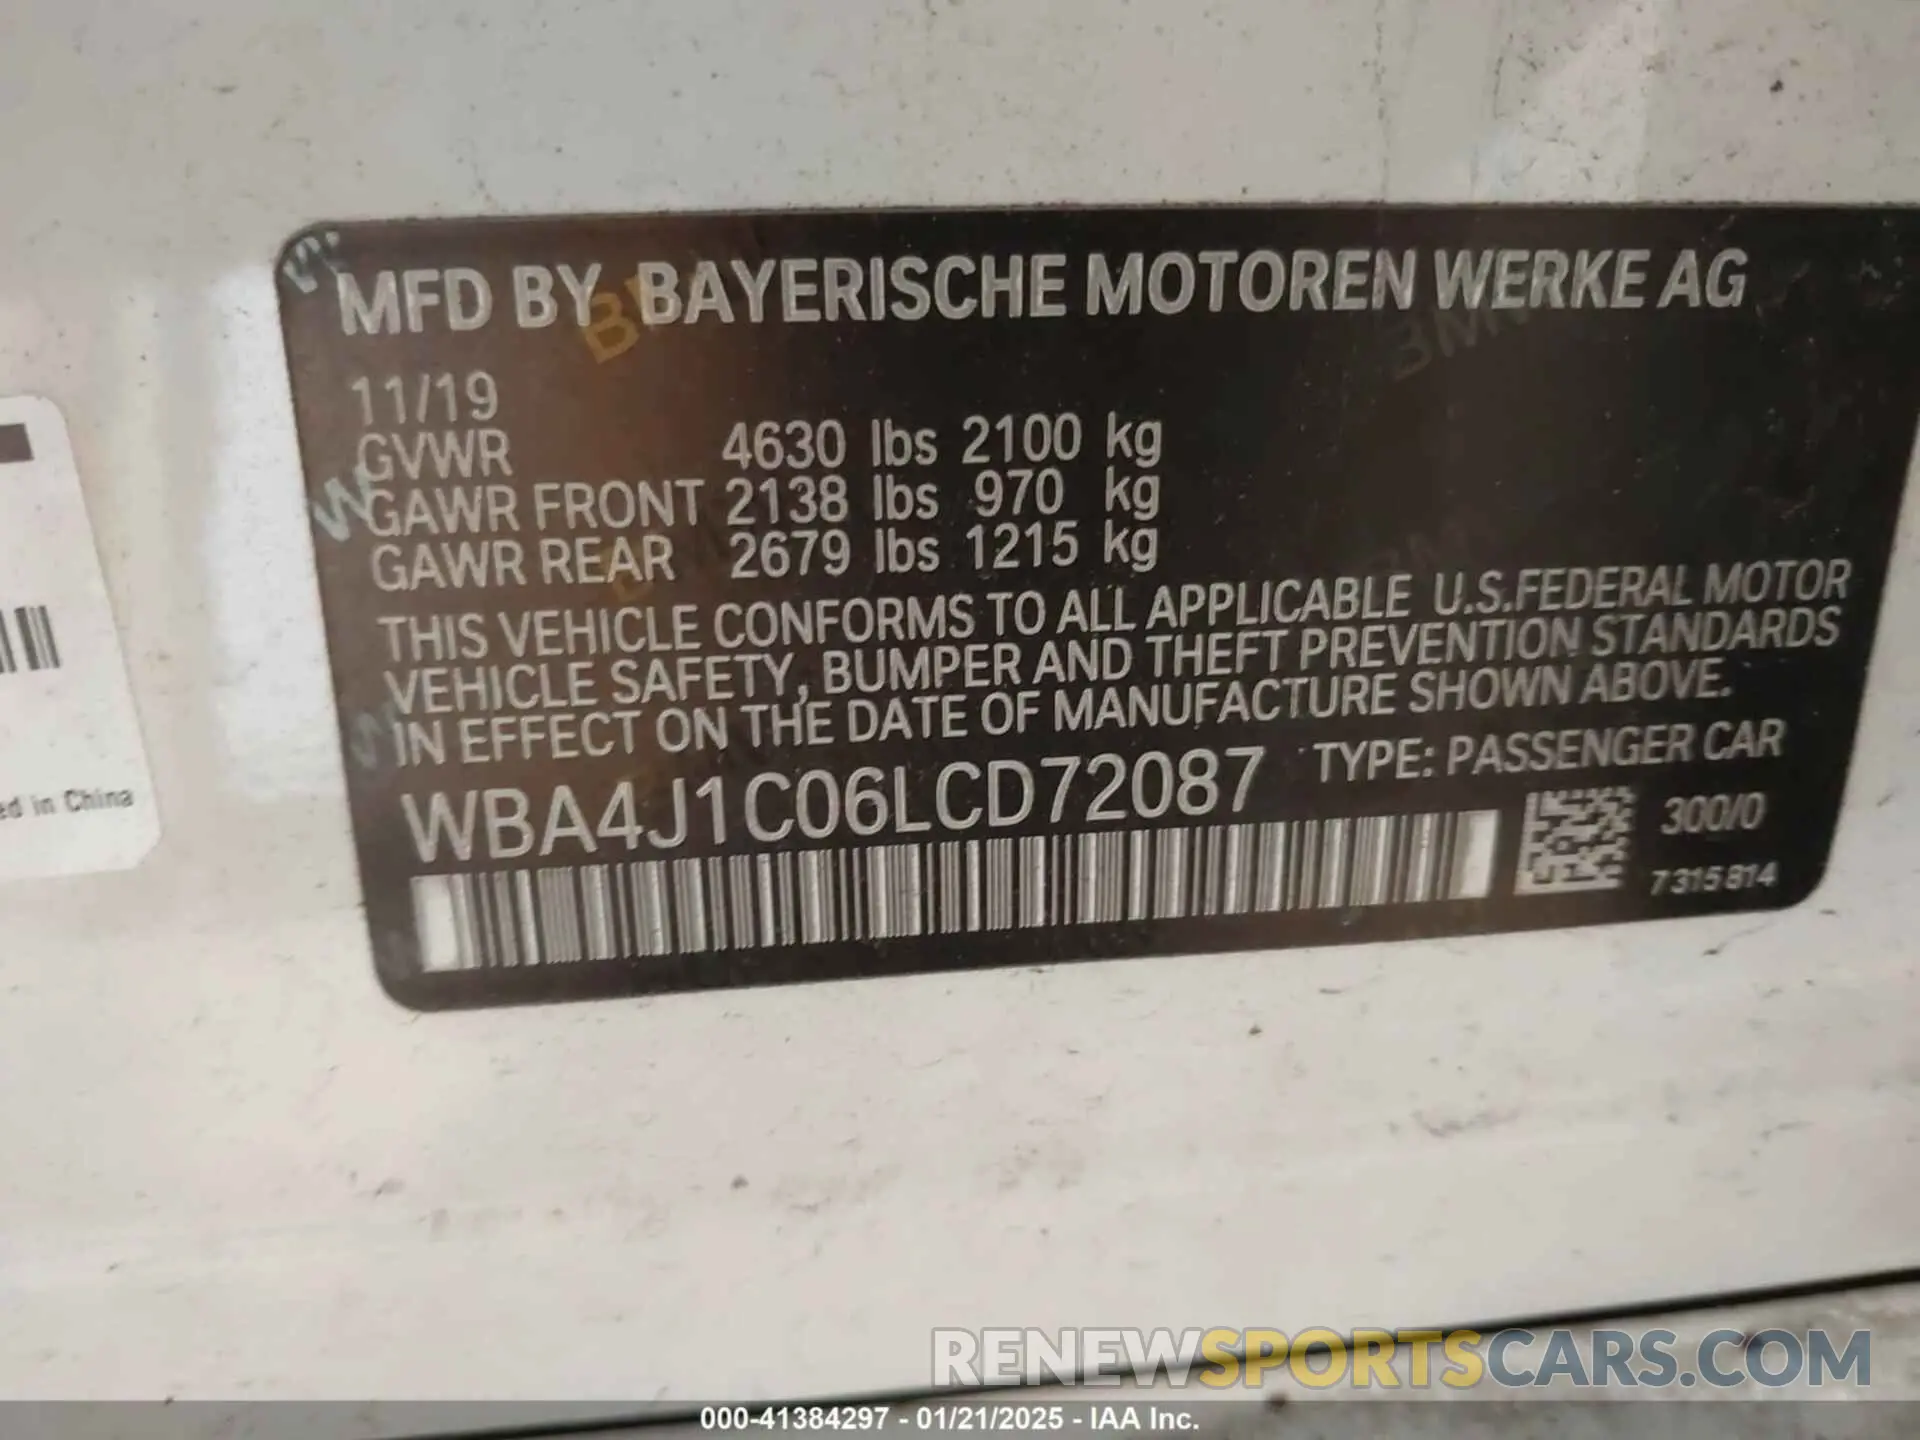 MFD BY BAYERISCHE MOTOREN WERKE AG
11/19
GVWR 4630 lbs 2100 kg
GAWR FRONT 2138 lbs 970 kg
GAWR REAR 2679 lbs 1215 kg
THIS VEHICLE CONFORMS TO ALL APPLICABLE U.S.FEDERAL MOTOR
VEHICLE SAFETY, BUMPER AND THEFT PREVENTION STANDARDS
IN EFFECT ON THE DATE OF MANUFACTURE SHOWN ABOVE.
WBA4J1C06LCD72087 TYPE: PASSENGER CAR
300/0
7315814
in China
RENEWSPORTSCARS.COM
000-41384297 - 01/21/2025 - IAA Inc.